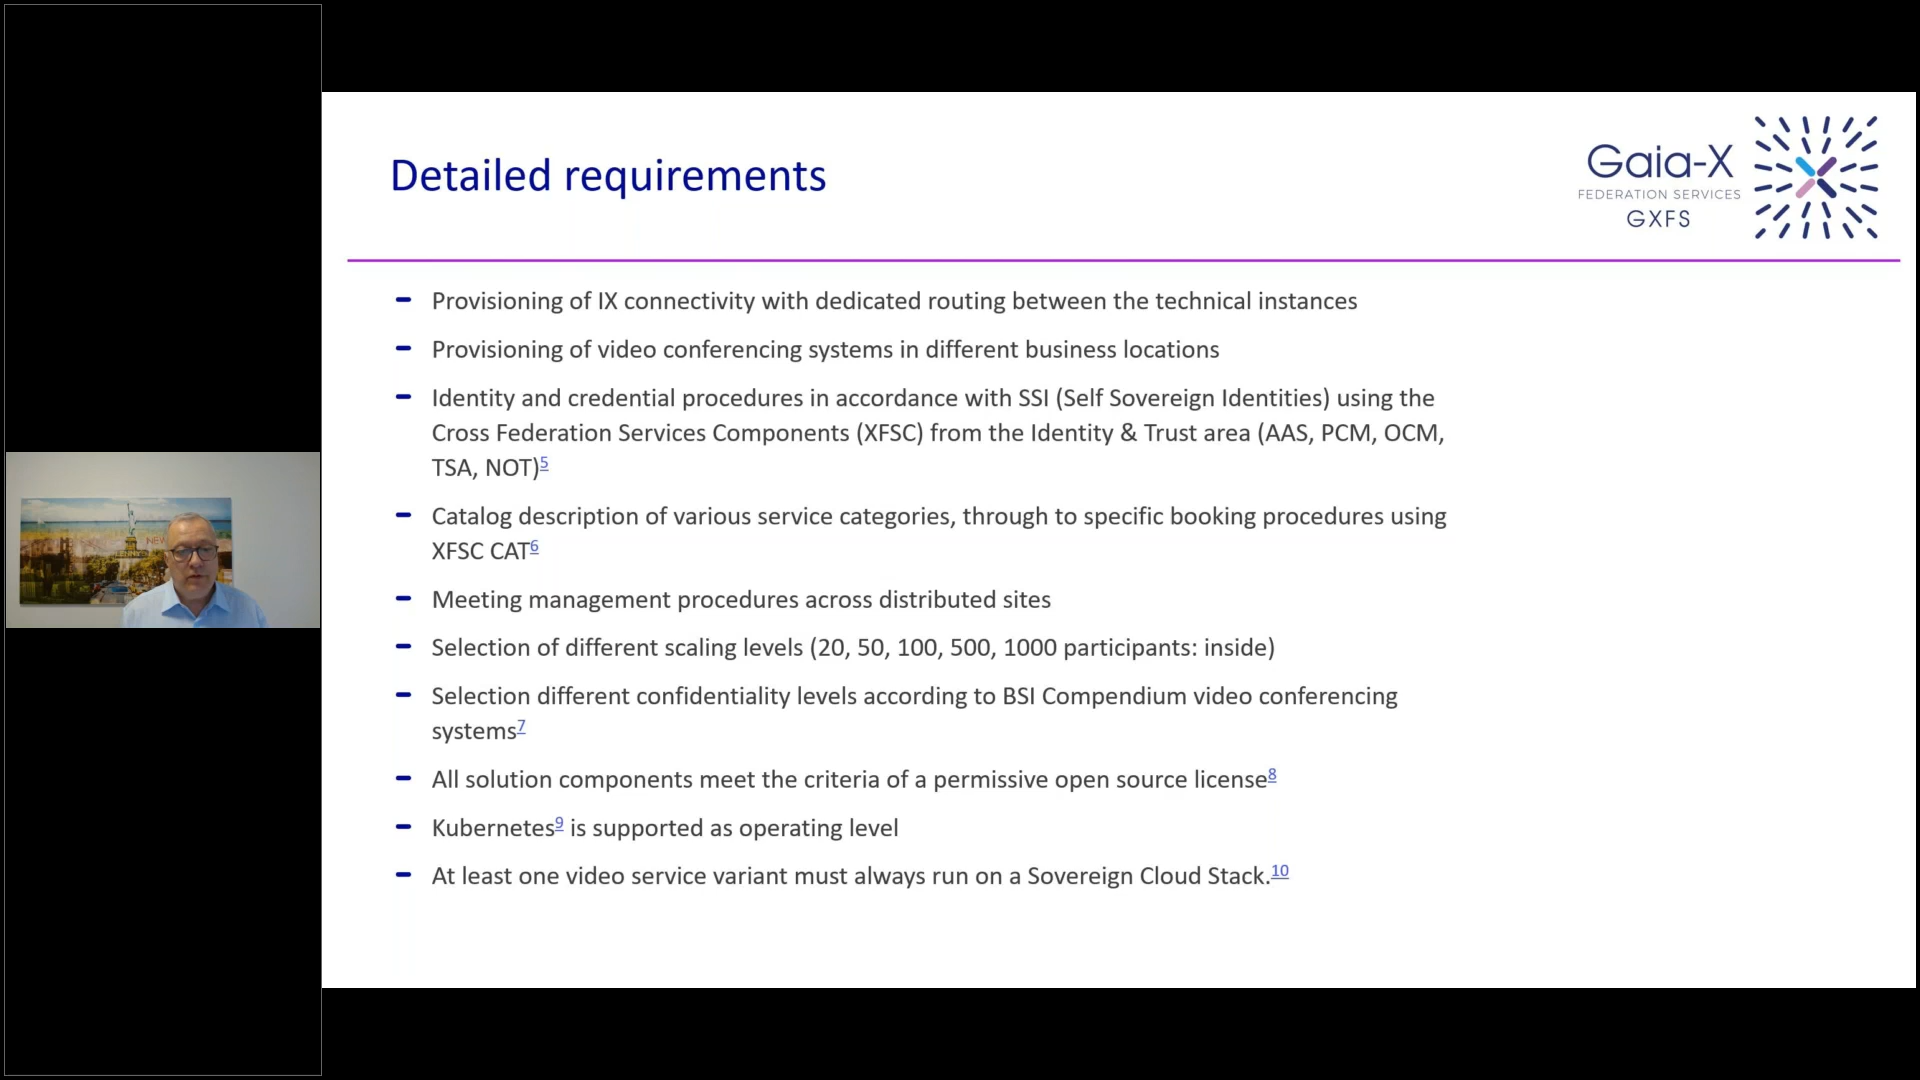 Detailed requirements
Gaia-X
FEDERATION SERVICES
GXFS
Provisioning of IX connectivity with dedicated routing between the technical instances
Provisioning of video conferencing systems in different business locations
Identity and credential procedures in accordance with SSI (Self Sovereign Identities) using the
Cross Federation Services Components (XFSC) from the Identity & Trust area (AAS, PCM, OCM,
TSA, NOT)5
Catalog description of various service categories, through to specific booking procedures using
XFSC CAT6
Meeting management procedures across distributed sites
Selection of different scaling levels (20, 50, 100, 500, 1000 participants: inside)
Selection different confidentiality levels according to BSI Compendium video conferencing
systems7
All solution components meet the criteria of a permissive open source license8
Kubernetes9 is supported as operating level
At least one video service variant must always run on a Sovereign Cloud Stack.10